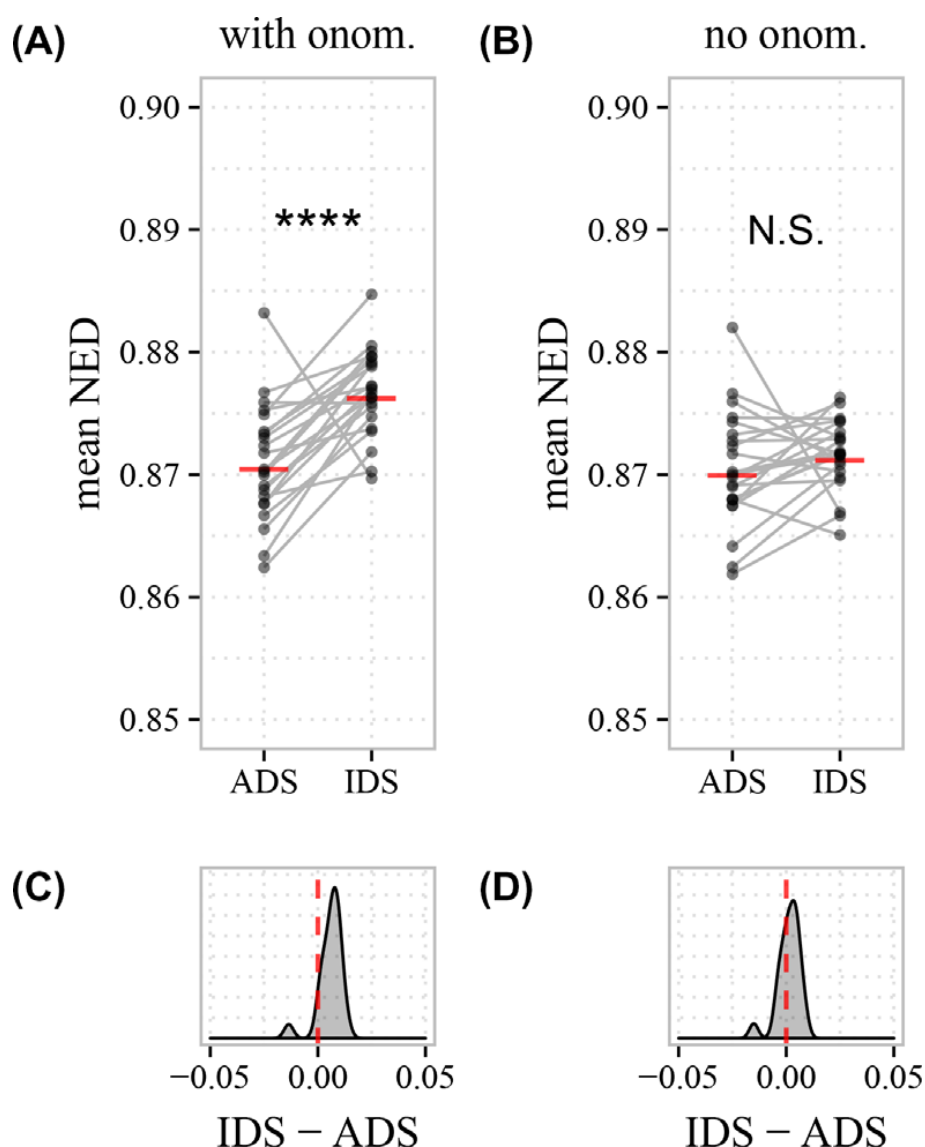 (A) with onom.
mean NED
0.90
0.89
0.88
0.87
0.86
0.85
****
ADS IDS
(B) no onom.
mean NED
0.90
0.89
0.88
0.87
0.86
0.85
N.S.
ADS IDS
(C)
−0.05 0.00 0.05
IDS − ADS
(D)
−0.05 0.00 0.05
IDS − ADS